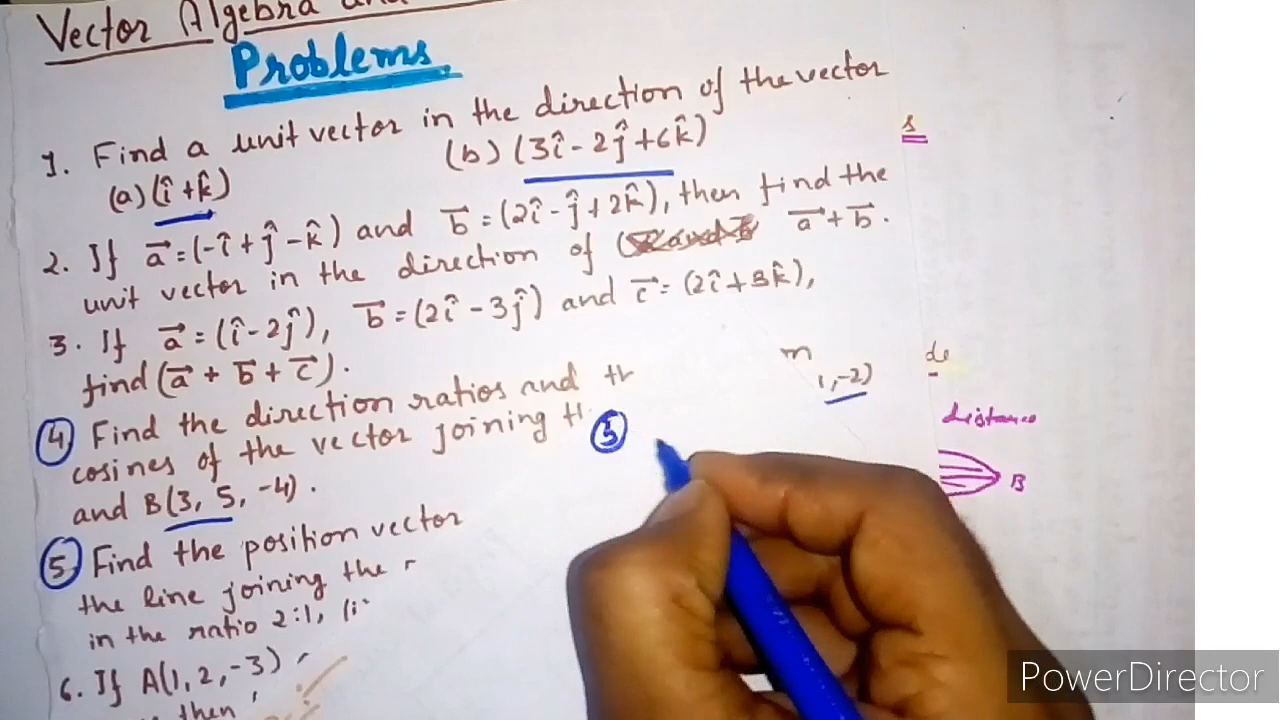 Vector Algebra and
Problems
1. Find a unit vector in the direction of the vector
(a) (î + k̂) (b) (3î - 2ĵ + 6k̂)
2. If a⃗ = (-î + ĵ - k̂) and b⃗ = (2î - ĵ + 2k̂), then find the
unit vector in the direction of a⃗ + b⃗.
3. If a⃗ = (î - 2ĵ), b⃗ = (2î - 3ĵ) and c⃗ = (2î + 3k̂),
find (a⃗ + b⃗ + c⃗).
4 Find the direction ratios and
cosines of the vector joining
,-2)
and B(3, 5, -4).
5 Find the position vector
the line joining the
in the ratio 2:1,
6. If A(1, 2, -3)
then
5
s
distance
B
PowerDirector